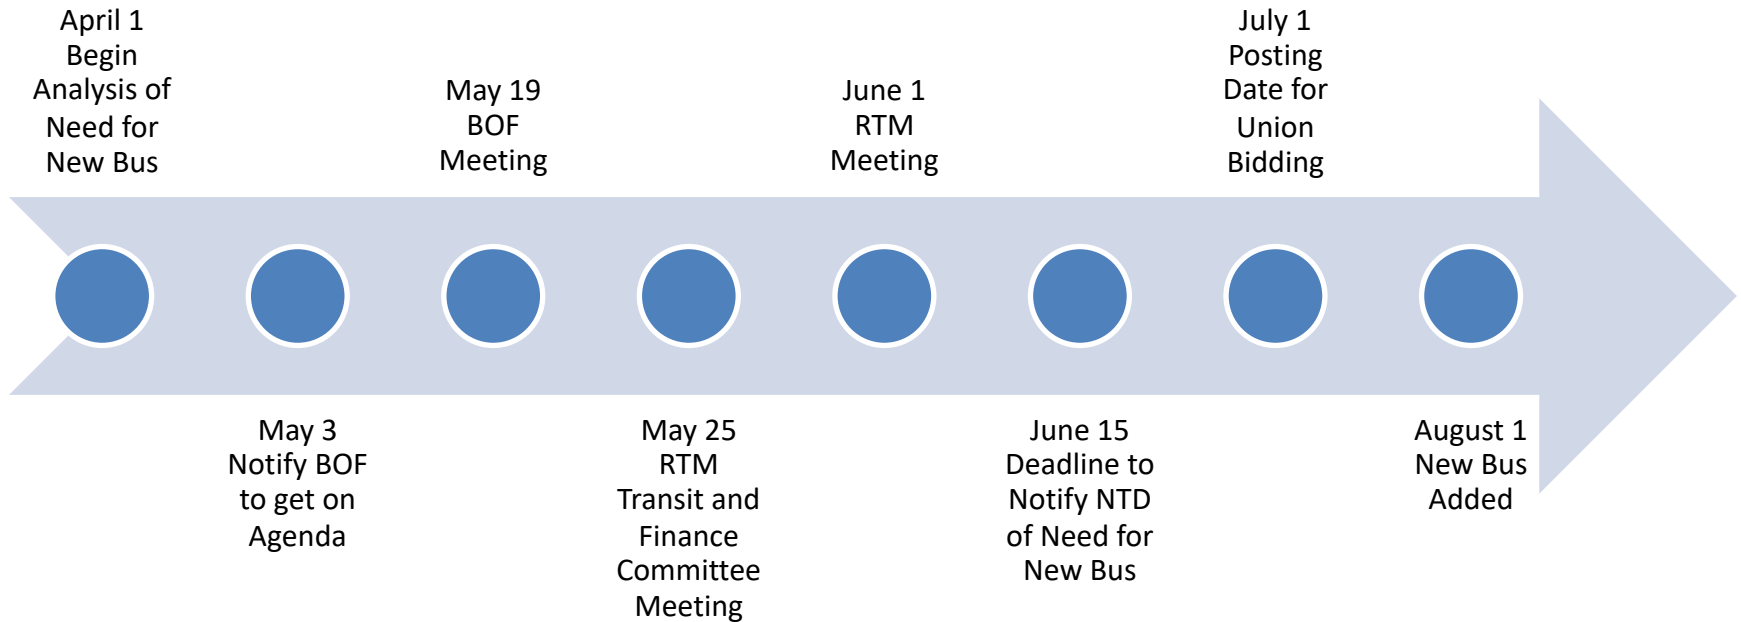 April 1
Begin
Analysis of
Need for
New Bus
May 3
Notify BOF
to get on
Agenda
May 19
BOF
Meeting
May 25
RTM
Transit and
Finance
Committee
Meeting
June 1
RTM
Meeting
June 15
Deadline to
Notify NTD
of Need for
New Bus
July 1
Posting
Date for
Union
Bidding
August 1
New Bus
Added